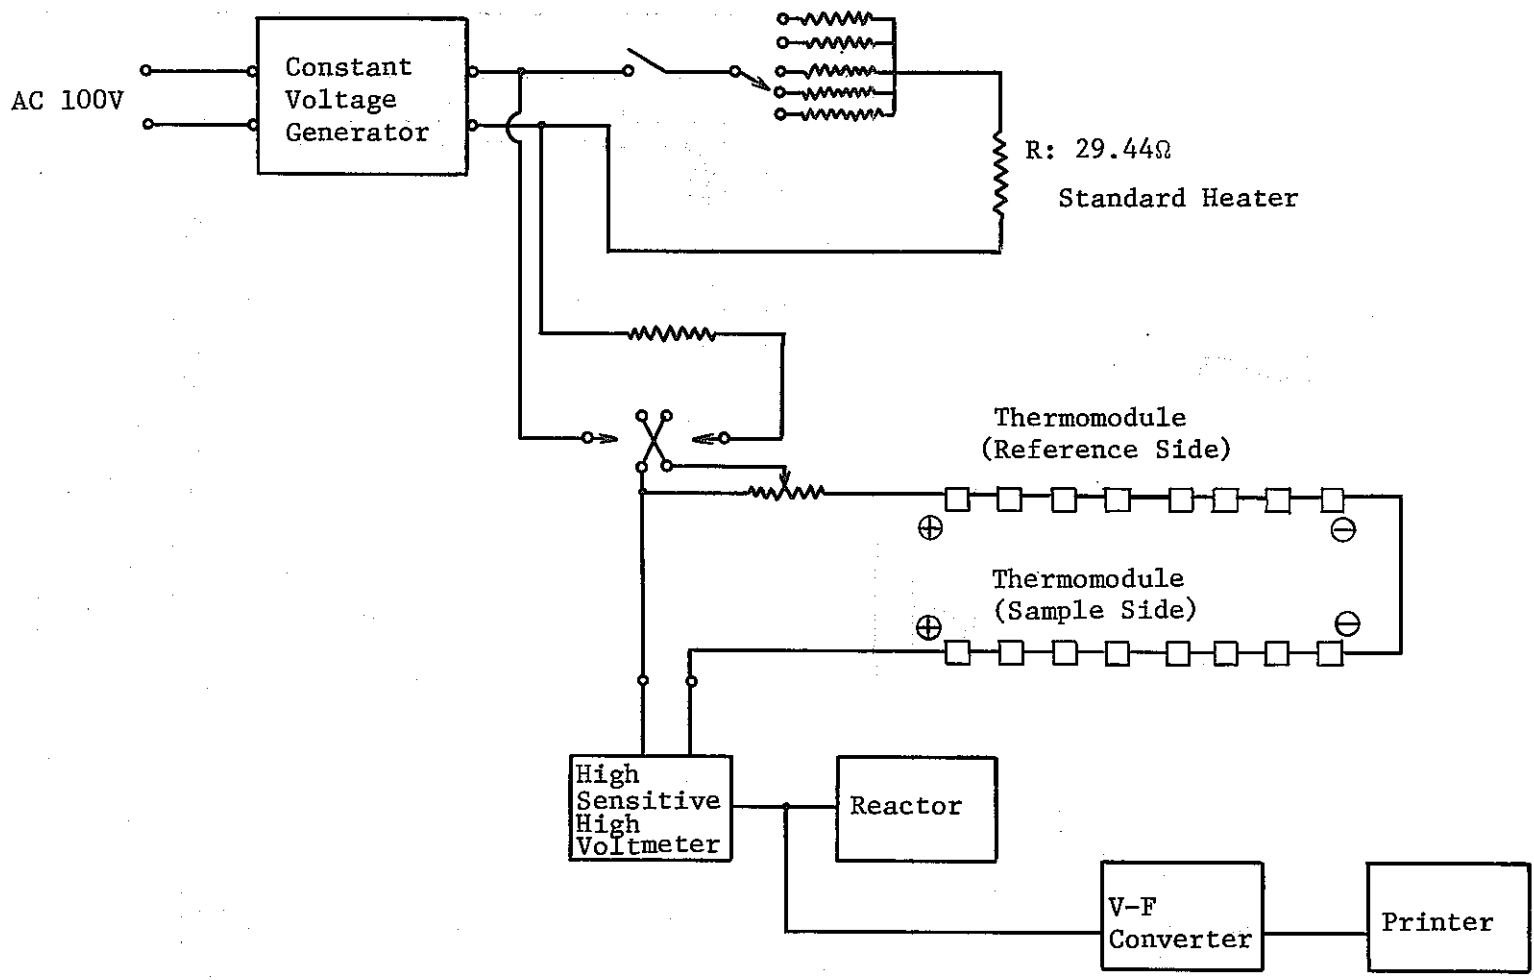 Constant
Voltage
Generator
AC 100V
R: 29.44Ω
Standard Heater
Thermomodule
(Reference Side)
⊕
⊖
Thermomodule
(Sample Side)
⊕
⊖
High
Sensitive
High
Voltmeter
Reactor
V-F
Converter
Printer